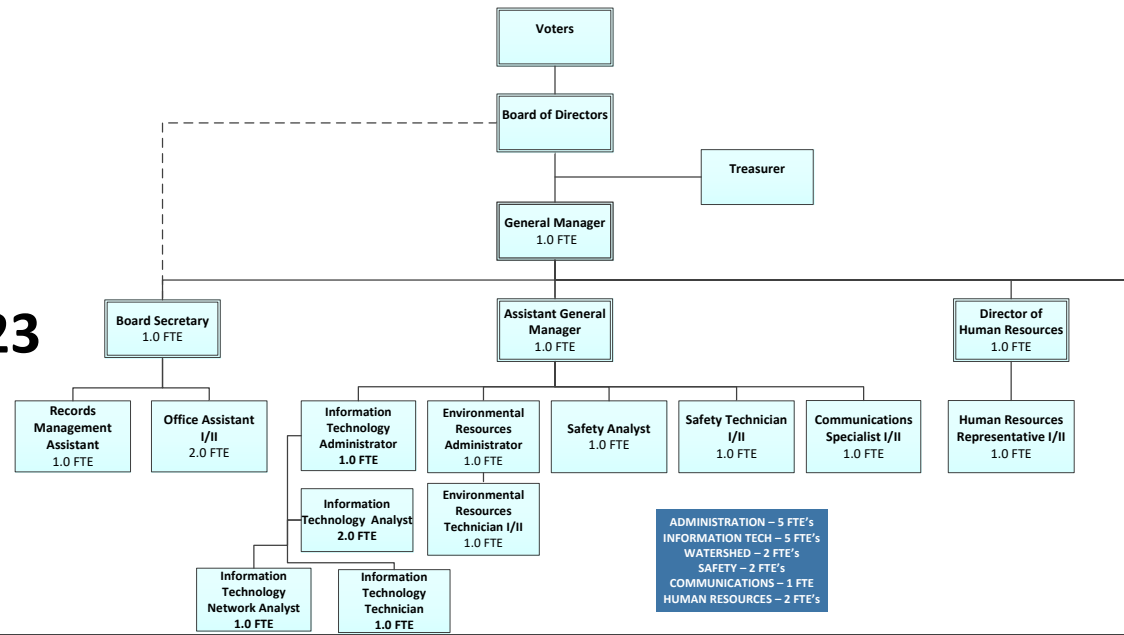 Voters
Board of Directors
Treasurer
General Manager
1.0 FTE
23
Board Secretary
1.0 FTE
Assistant General
Manager
1.0 FTE
Director of
Human Resources
1.0 FTE
Records
Management
Assistant
1.0 FTE
Office Assistant
I/II
2.0 FTE
Information
Technology
Administrator
1.0 FTE
Environmental
Resources
Administrator
1.0 FTE
Safety Analyst
1.0 FTE
Safety Technician
I/II
1.0 FTE
Communications
Specialist I/II
1.0 FTE
Human Resources
Representative I/II
1.0 FTE
Information
Technology Analyst
2.0 FTE
Environmental
Resources
Technician I/II
1.0 FTE
Information
Technology
Network Analyst
1.0 FTE
Information
Technology
Technician
1.0 FTE
ADMINISTRATION – 5 FTE's
INFORMATION TECH – 5 FTE's
WATERSHED – 2 FTE's
SAFETY – 2 FTE's
COMMUNICATIONS – 1 FTE
HUMAN RESOURCES – 2 FTE's